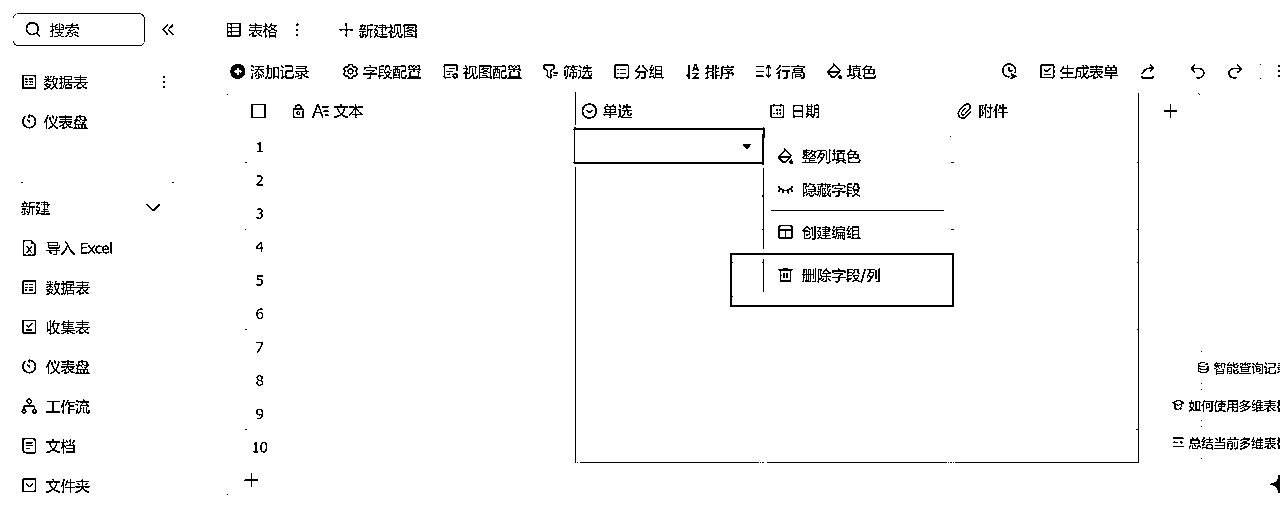 搜索
表格
新建视图
数据表
仪表盘
新建
导入 Excel
数据表
收集表
仪表盘
工作流
文档
文件夹
添加记录 字段配置 视图配置 筛选 分组 排序 行高 填色 生成表单
文本 单选 日期 附件
1
2
3
4
5
6
7
8
9
10
整列填色
隐藏字段
创建编组
删除字段/列
智能查询记
如何使用多维表
总结当前多维表